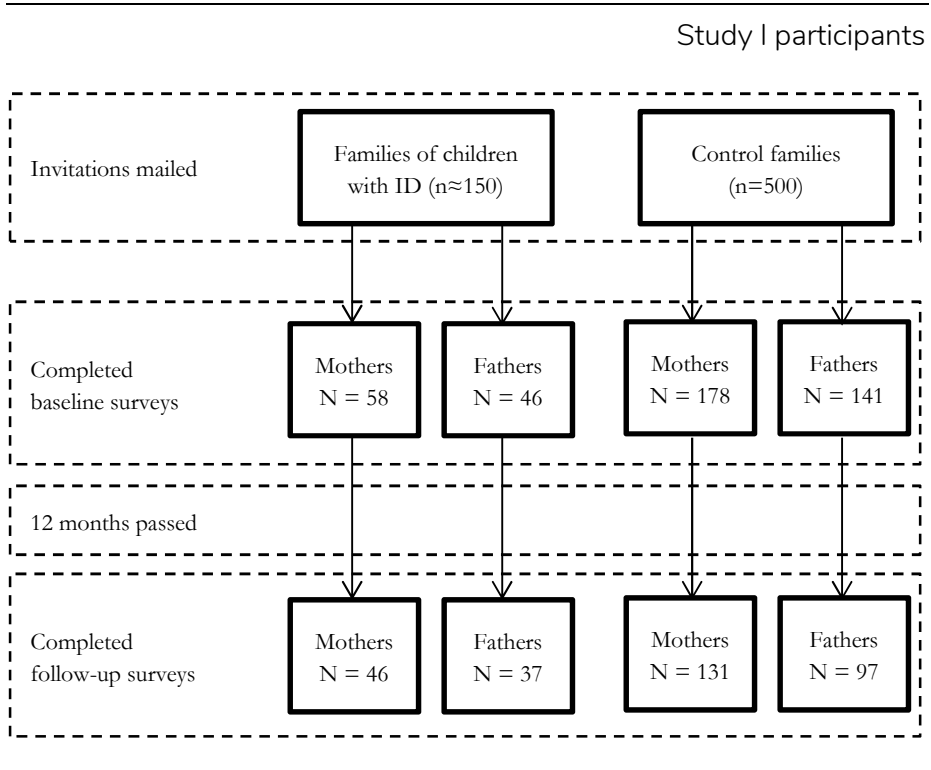 Study I participants
Invitations mailed
Families of children
with ID (n≈150)
Control families
(n=500)
Completed
baseline surveys
Mothers
N = 58
Fathers
N = 46
Mothers
N = 178
Fathers
N = 141
12 months passed
Completed
follow-up surveys
Mothers
N = 46
Fathers
N = 37
Mothers
N = 131
Fathers
N = 97